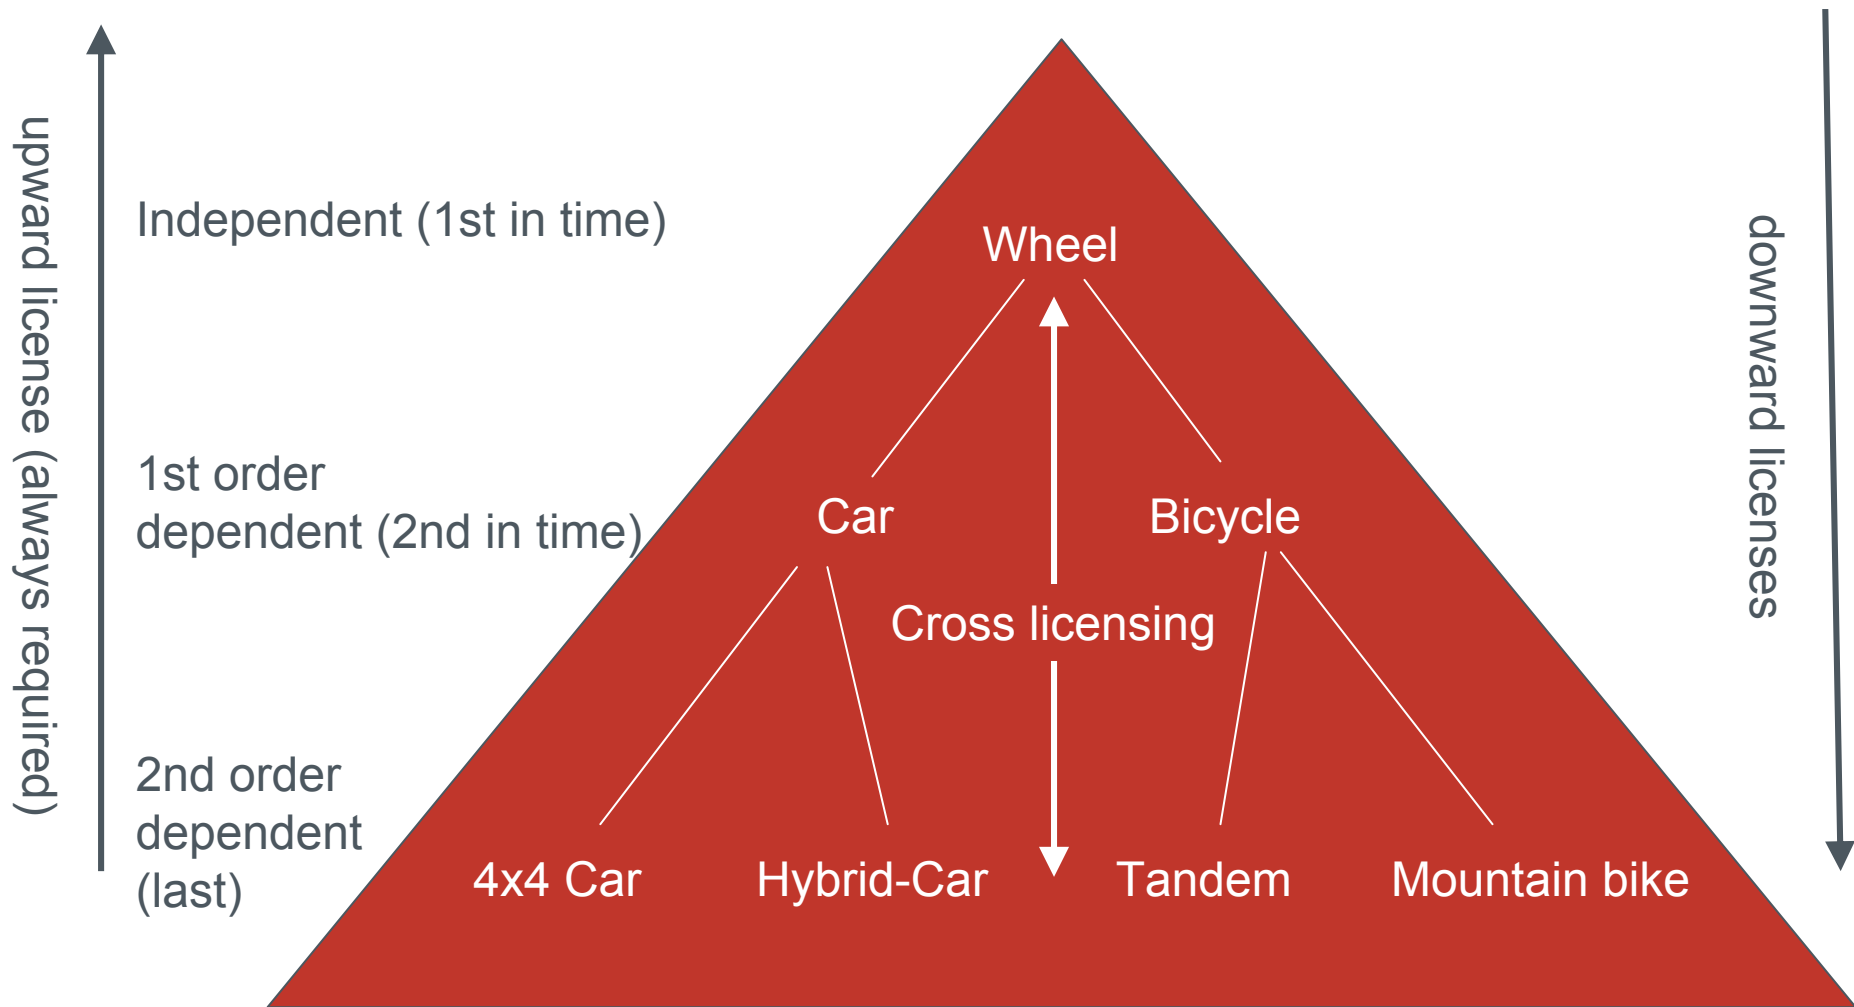 upward license (always required)
Independent (1st in time)
Wheel
downward licenses
1st order
dependent (2nd in time)
Car
Bicycle
Cross licensing
2nd order
dependent
(last)
4x4 Car
Hybrid-Car
Tandem
Mountain bike